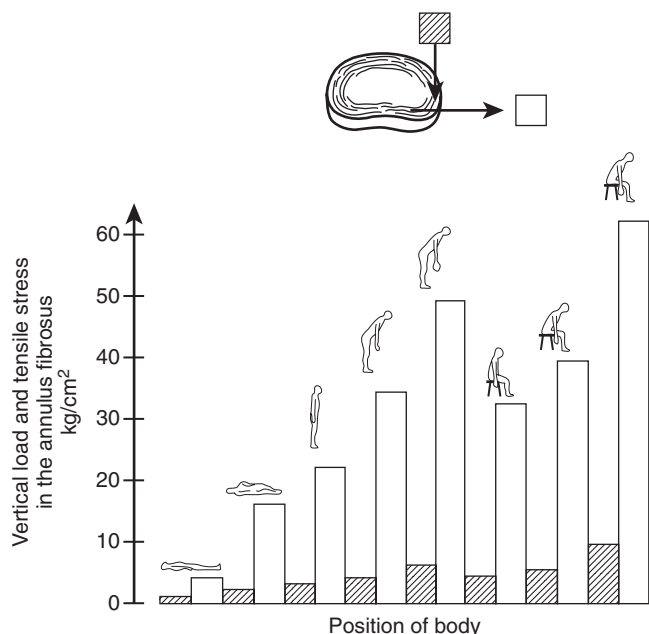 Vertical load and tensile stress
in the annulus fibrosus
kg/cm²
60
50
40
30
20
10
0
Position of body